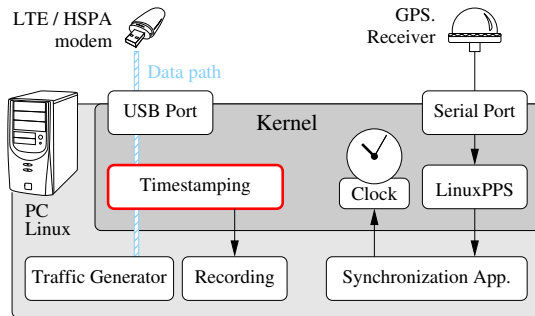 LTE / HSPA
modem
GPS.
Receiver
Data path
USB Port
Kernel
Serial Port
Timestamping
Clock
LinuxPPS
PC
Linux
Traffic Generator
Recording
Synchronization App.